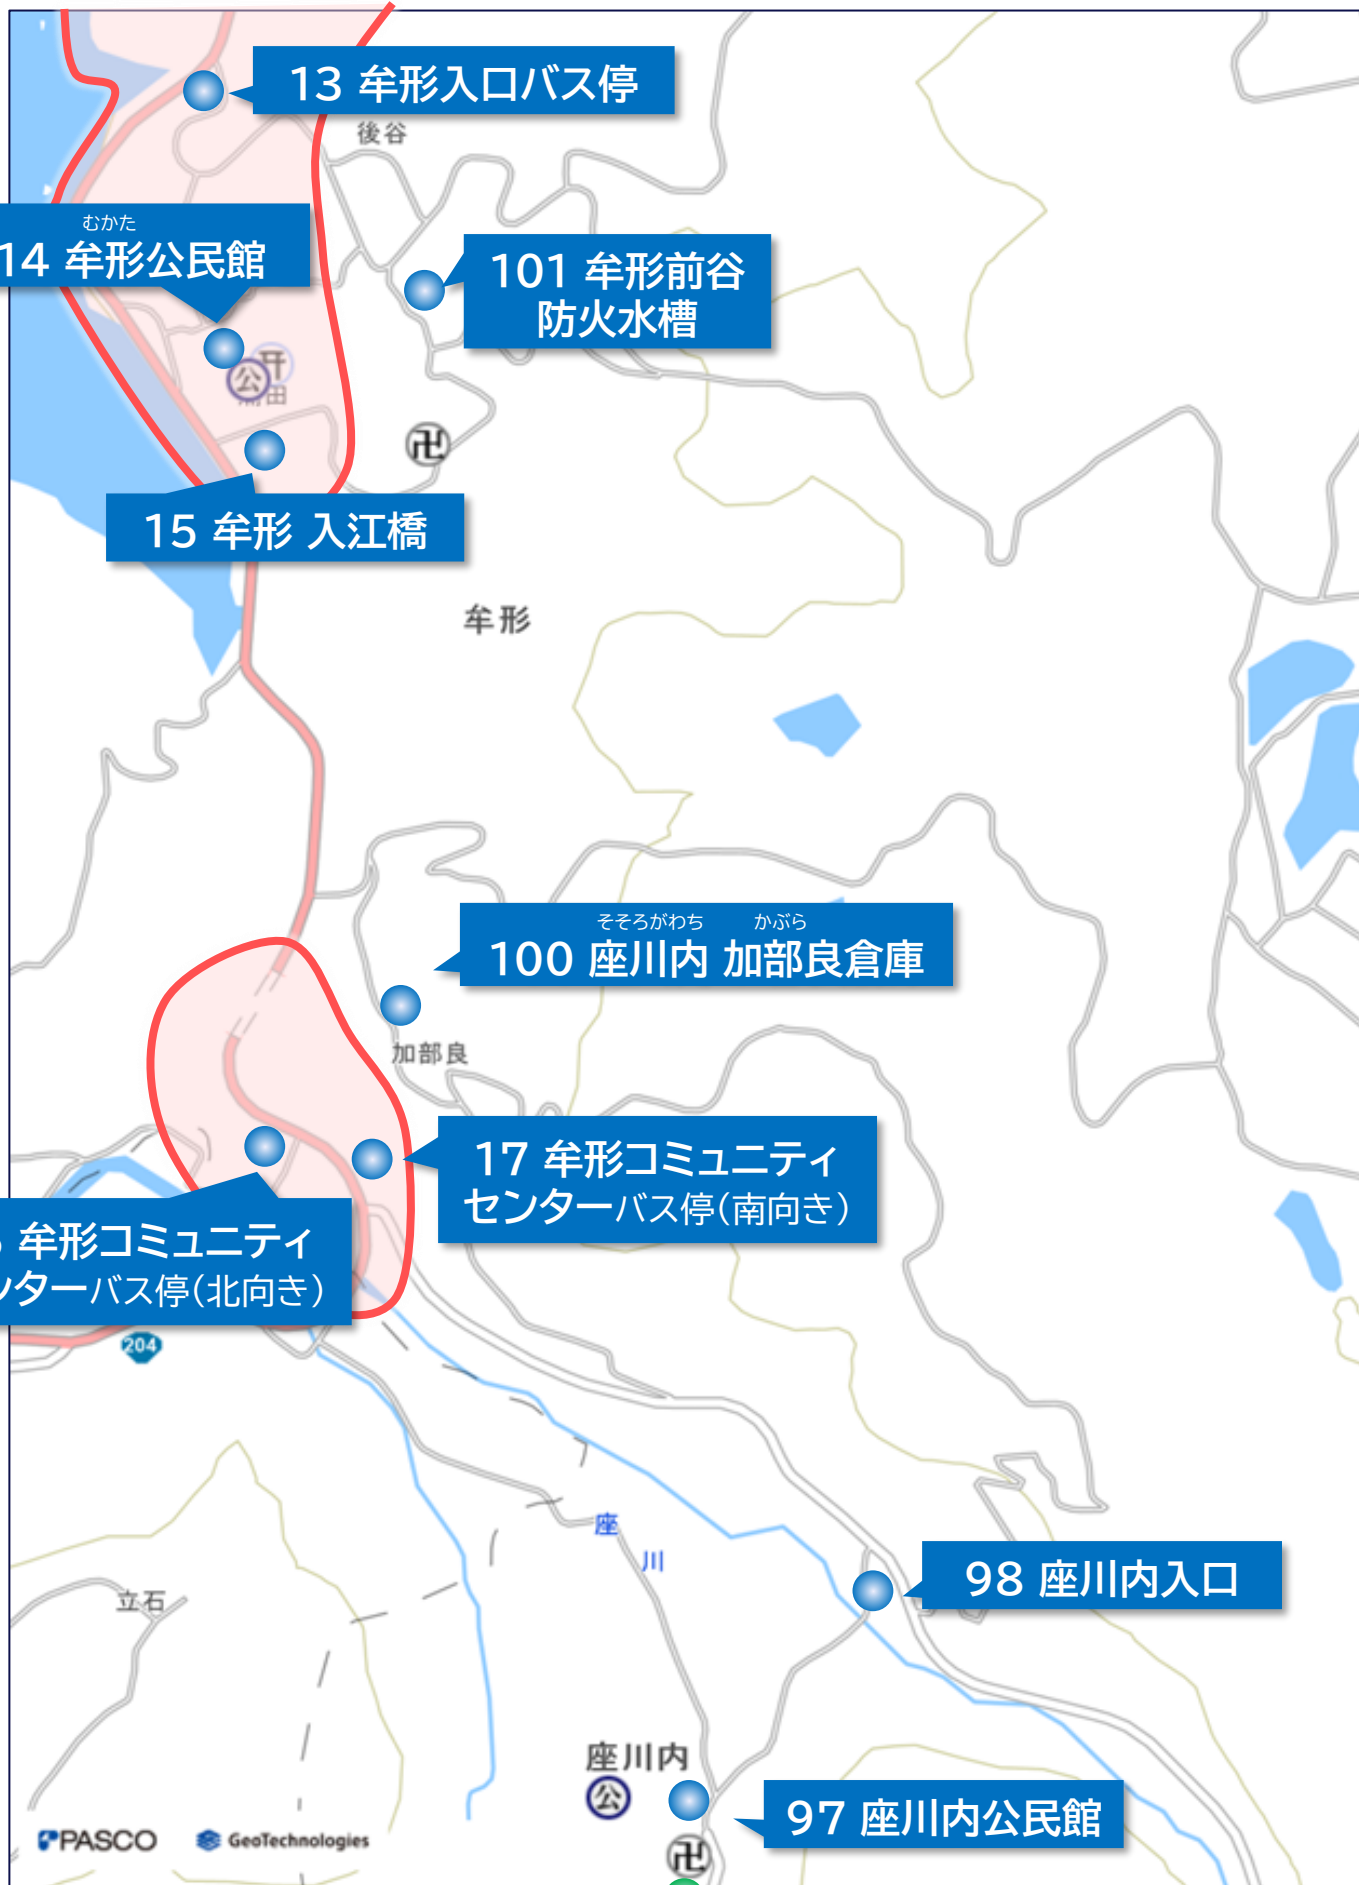 13 牟形入口バス停
後谷
むかた
14 牟形公民館
101 牟形前谷
防火水槽
公
田
卍
15 牟形 入江橋
牟形
そそろがわち かぶら
100 座川内 加部良倉庫
加部良
17 牟形コミュニティ
センターバス停(南向き)
牟形コミュニティ
ンターバス停(北向き)
204
座
川
立石
98 座川内入口
座川内
公
97 座川内公民館
卍
PASCO
GeoTechnologies